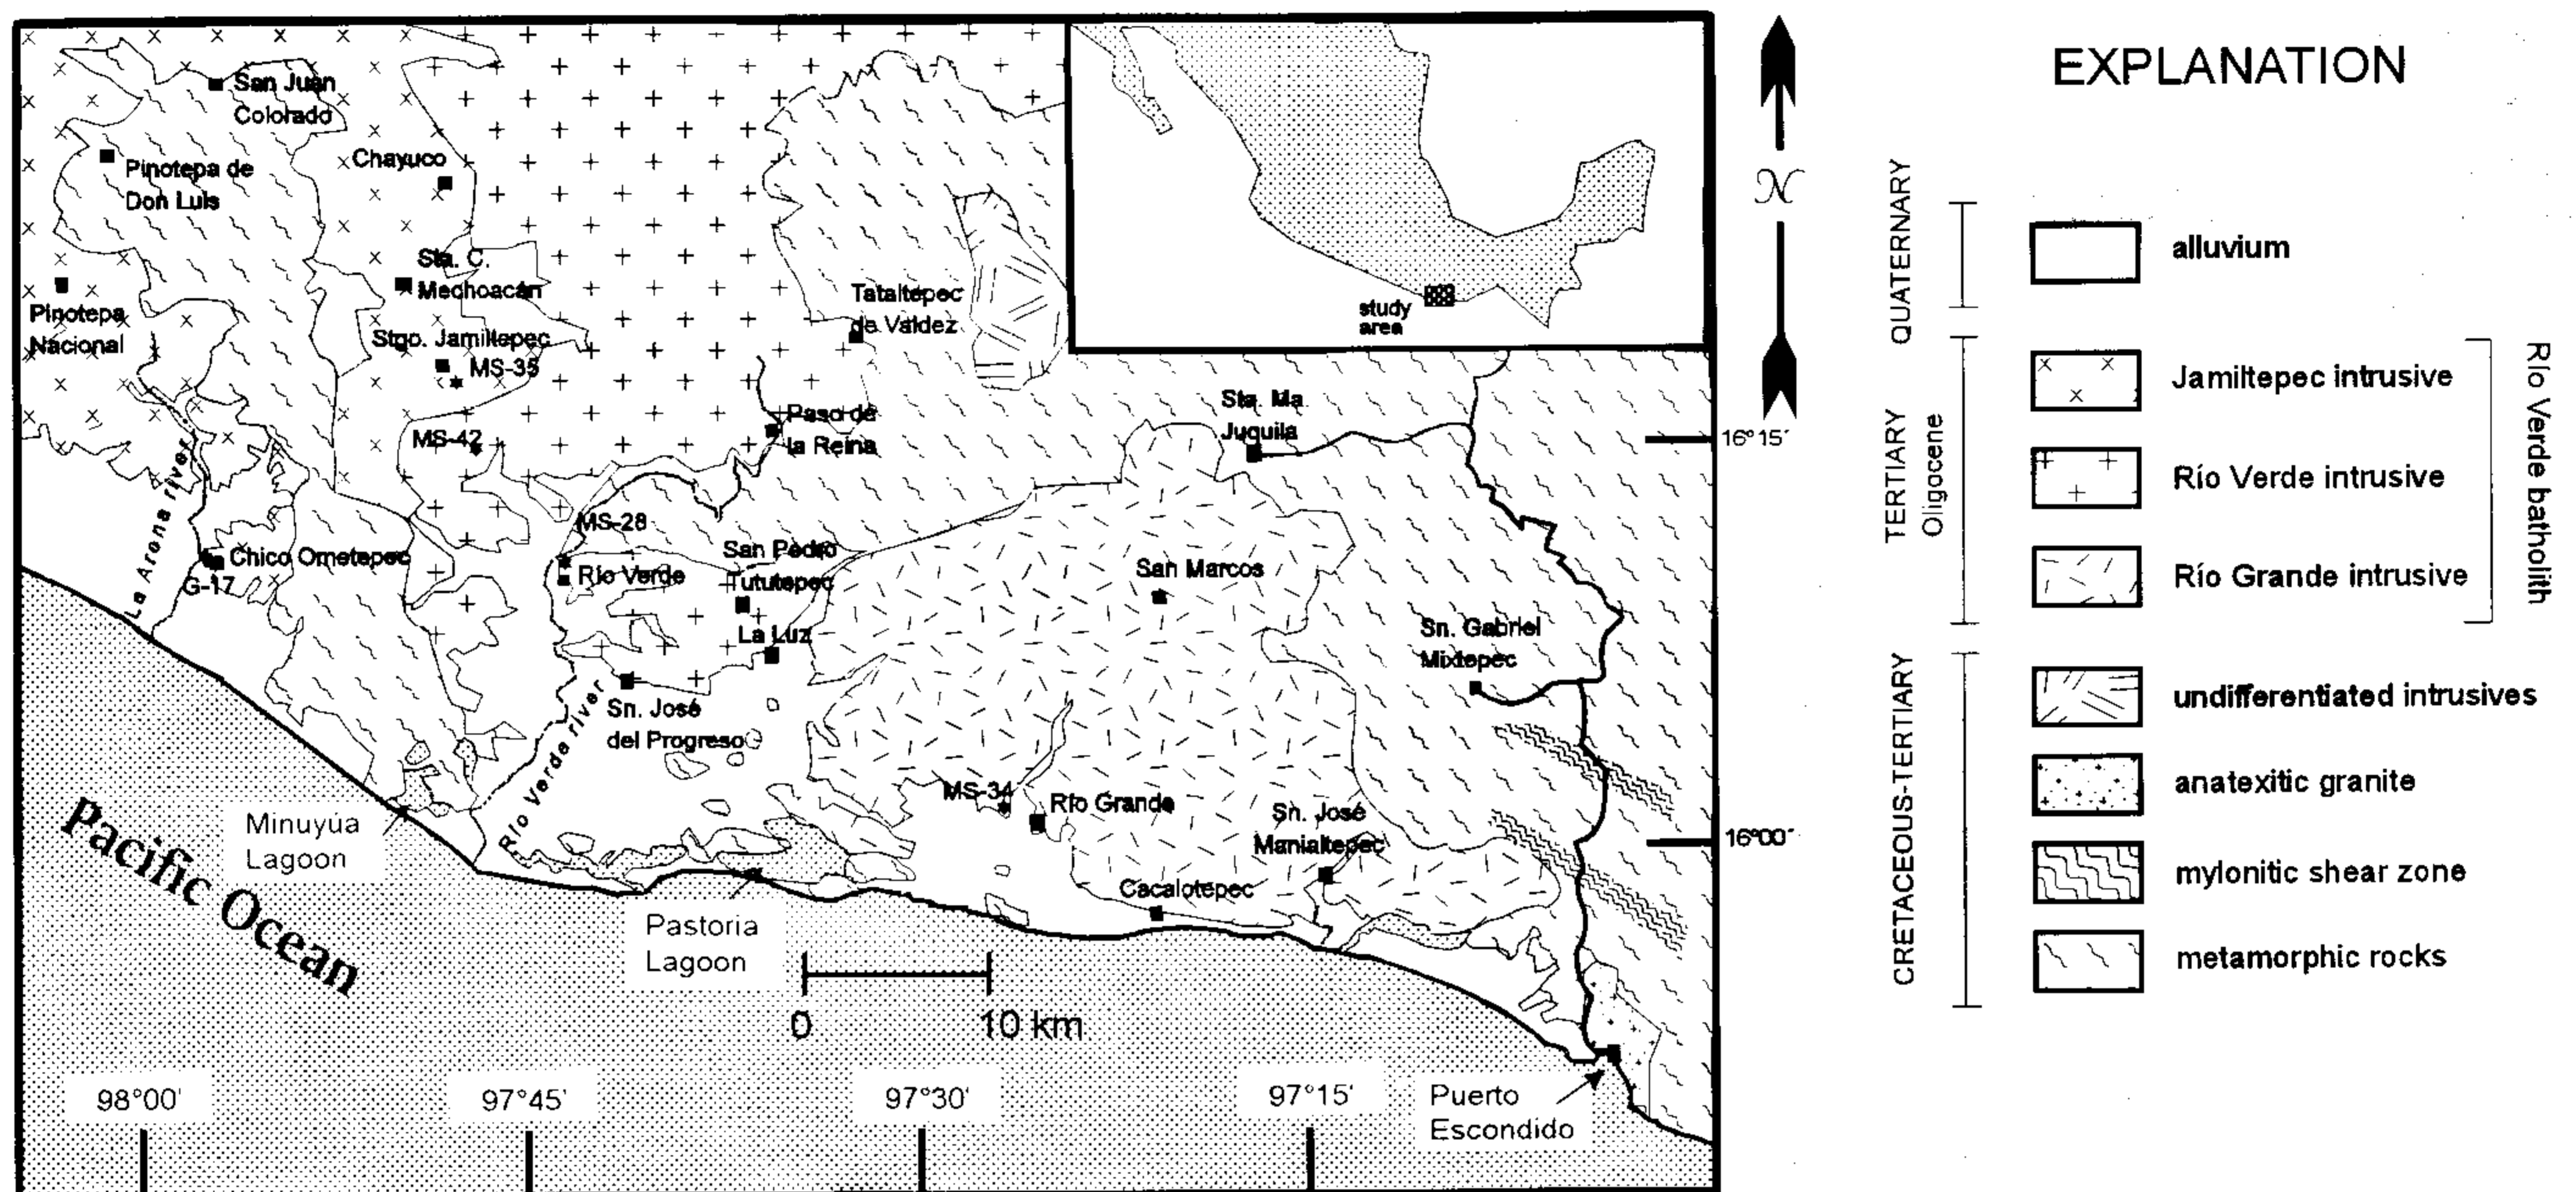 San Juan
Colorado
Chayuco
Pinotepa de
Don Luis
Sta. C.
Mechoacán
Pinotepa
Nacional
Stgo. Jamiltepec
MS-35
Tataltepec
de Valdez
study
area
N
MS-42
Paso de
la Reina
Sta. Ma
Juquila
16°15'
La Arona river
MS-28
San Pedro
Tututepec
Chico Ometepec
G-17
Río Verde
San Marcos
La Luz
Sn. Gabriel
Mixtepec
Sn. José
del Progreso
Río Verde river
MS-34
Río Grande
Sn. José
Manialtepec
16°00'
Minuyúa
Lagoon
Pacific Ocean
Cacalotepec
Pastoria
Lagoon
0 10 km
98°00'
97°45'
97°30'
97°15'
Puerto
Escondido
EXPLANATION
QUATERNARY
alluvium
TERTIARY
Oligocene
Jamiltepec intrusive
Río Verde intrusive
Río Grande intrusive
Río Verde batholith
CRETACEOUS-TERTIARY
undifferentiated intrusives
anatexitic granite
mylonitic shear zone
metamorphic rocks